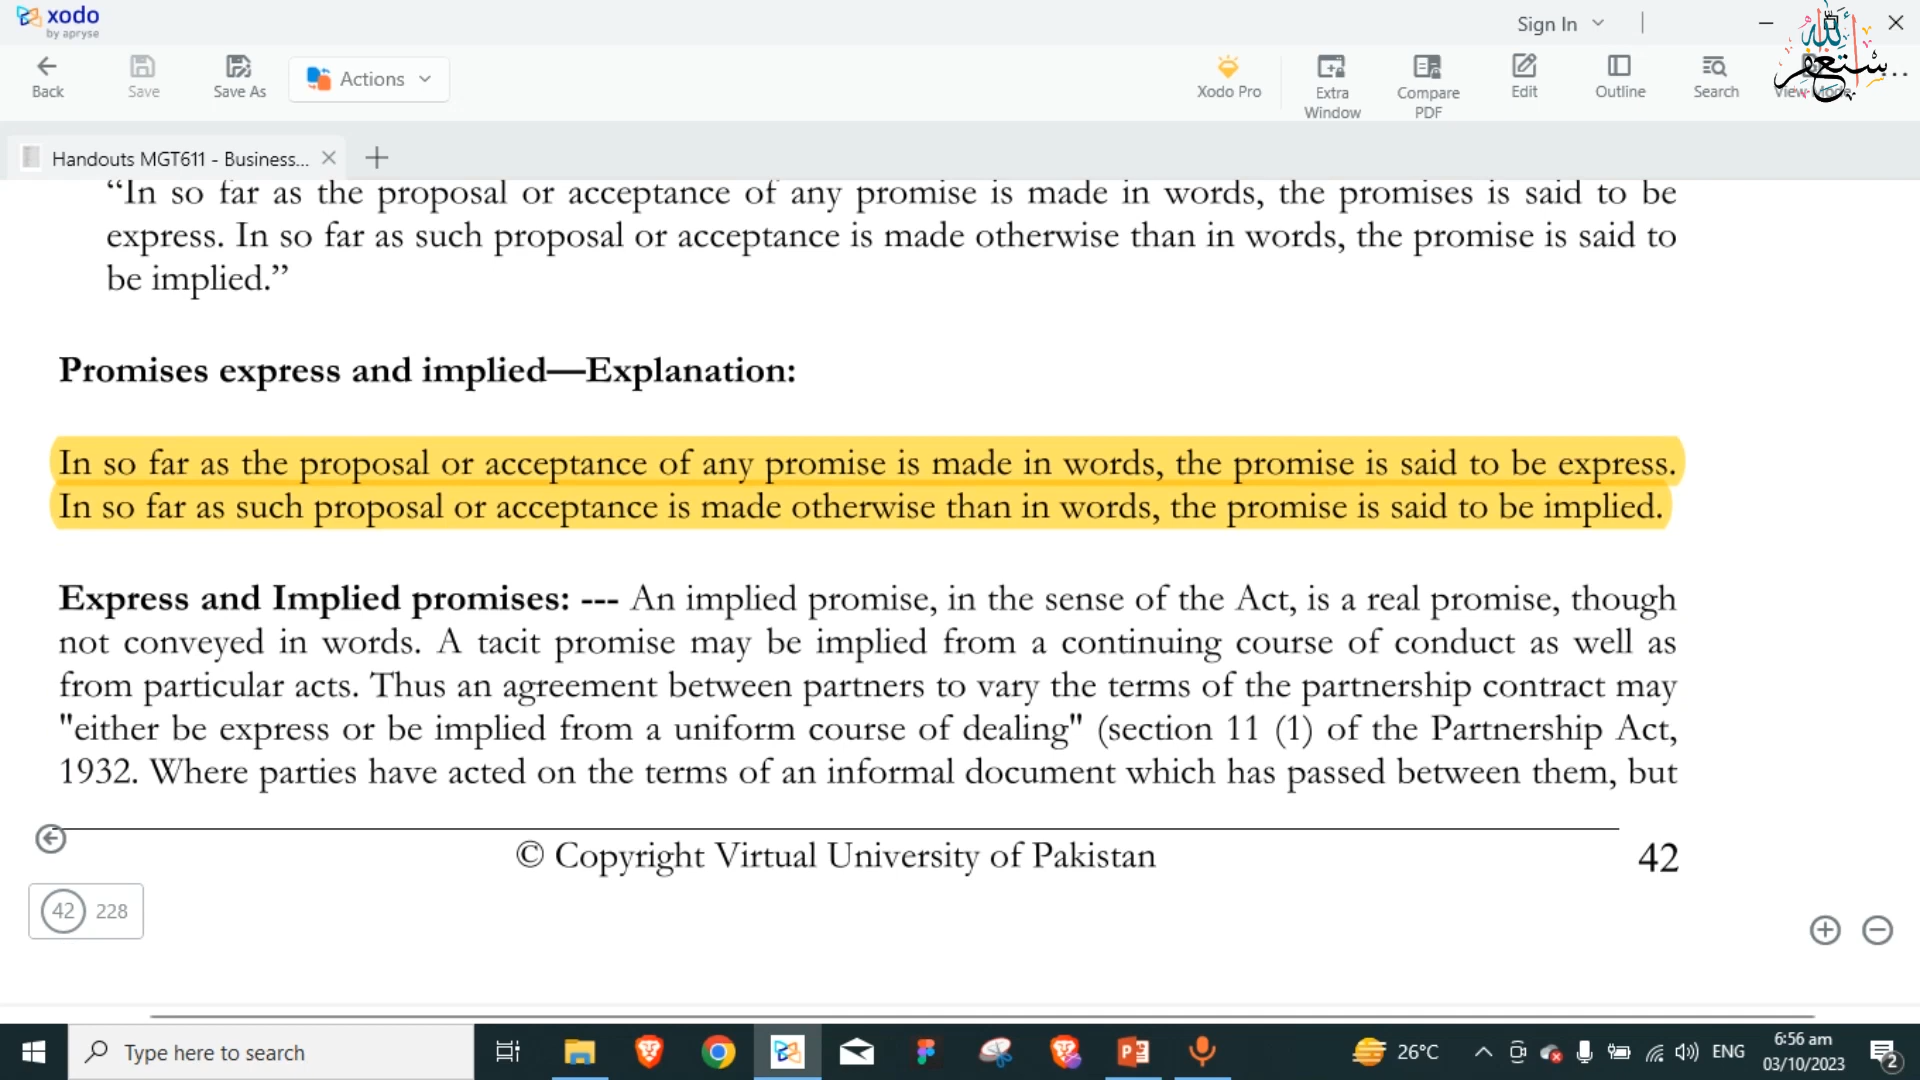 xodo
by apryse
Sign In
Back
Save
Save As
Actions
Xodo Pro
Extra Window
Compare PDF
Edit
Outline
Search
View Mode
أستغفر الله
Handouts MGT611 - Business...
“In so far as the proposal or acceptance of any promise is made in words, the promises is said to be
express. In so far as such proposal or acceptance is made otherwise than in words, the promise is said to
be implied.”
Promises express and implied—Explanation:
In so far as the proposal or acceptance of any promise is made in words, the promise is said to be express.
In so far as such proposal or acceptance is made otherwise than in words, the promise is said to be implied.
Express and Implied promises: --- An implied promise, in the sense of the Act, is a real promise, though
not conveyed in words. A tacit promise may be implied from a continuing course of conduct as well as
from particular acts. Thus an agreement between partners to vary the terms of the partnership contract may
"either be express or be implied from a uniform course of dealing" (section 11 (1) of the Partnership Act,
1932. Where parties have acted on the terms of an informal document which has passed between them, but
© Copyright Virtual University of Pakistan 42
42 228
Type here to search
26°C
ENG
6:56 am
03/10/2023
2